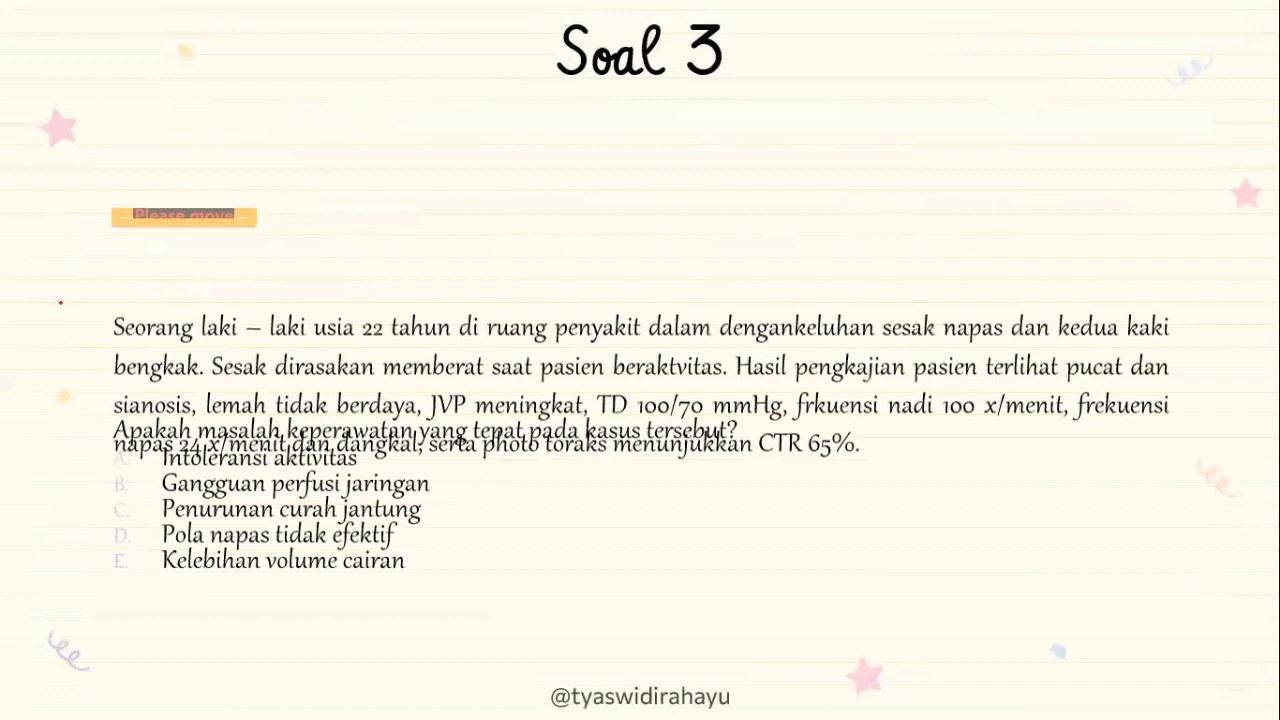 Soal 3
Please move
Seorang laki – laki usia 22 tahun di ruang penyakit dalam dengankeluhan sesak napas dan kedua kaki
bengkak. Sesak dirasakan memberat saat pasien beraktvitas. Hasil pengkajian pasien terlihat pucat dan
sianosis, lemah tidak berdaya, JVP meningkat, TD 100/70 mmHg, frkuensi nadi 100 x/menit, frekuensi
napas 24 x/menit dan dangkal, serta photo toraks menunjukkan CTR 65%.
Apakah masalah keperawatan yang tepat pada kasus tersebut?
A. Intoleransi aktivitas
B. Gangguan perfusi jaringan
C. Penurunan curah jantung
D. Pola napas tidak efektif
E. Kelebihan volume cairan
@tyaswidirahayu